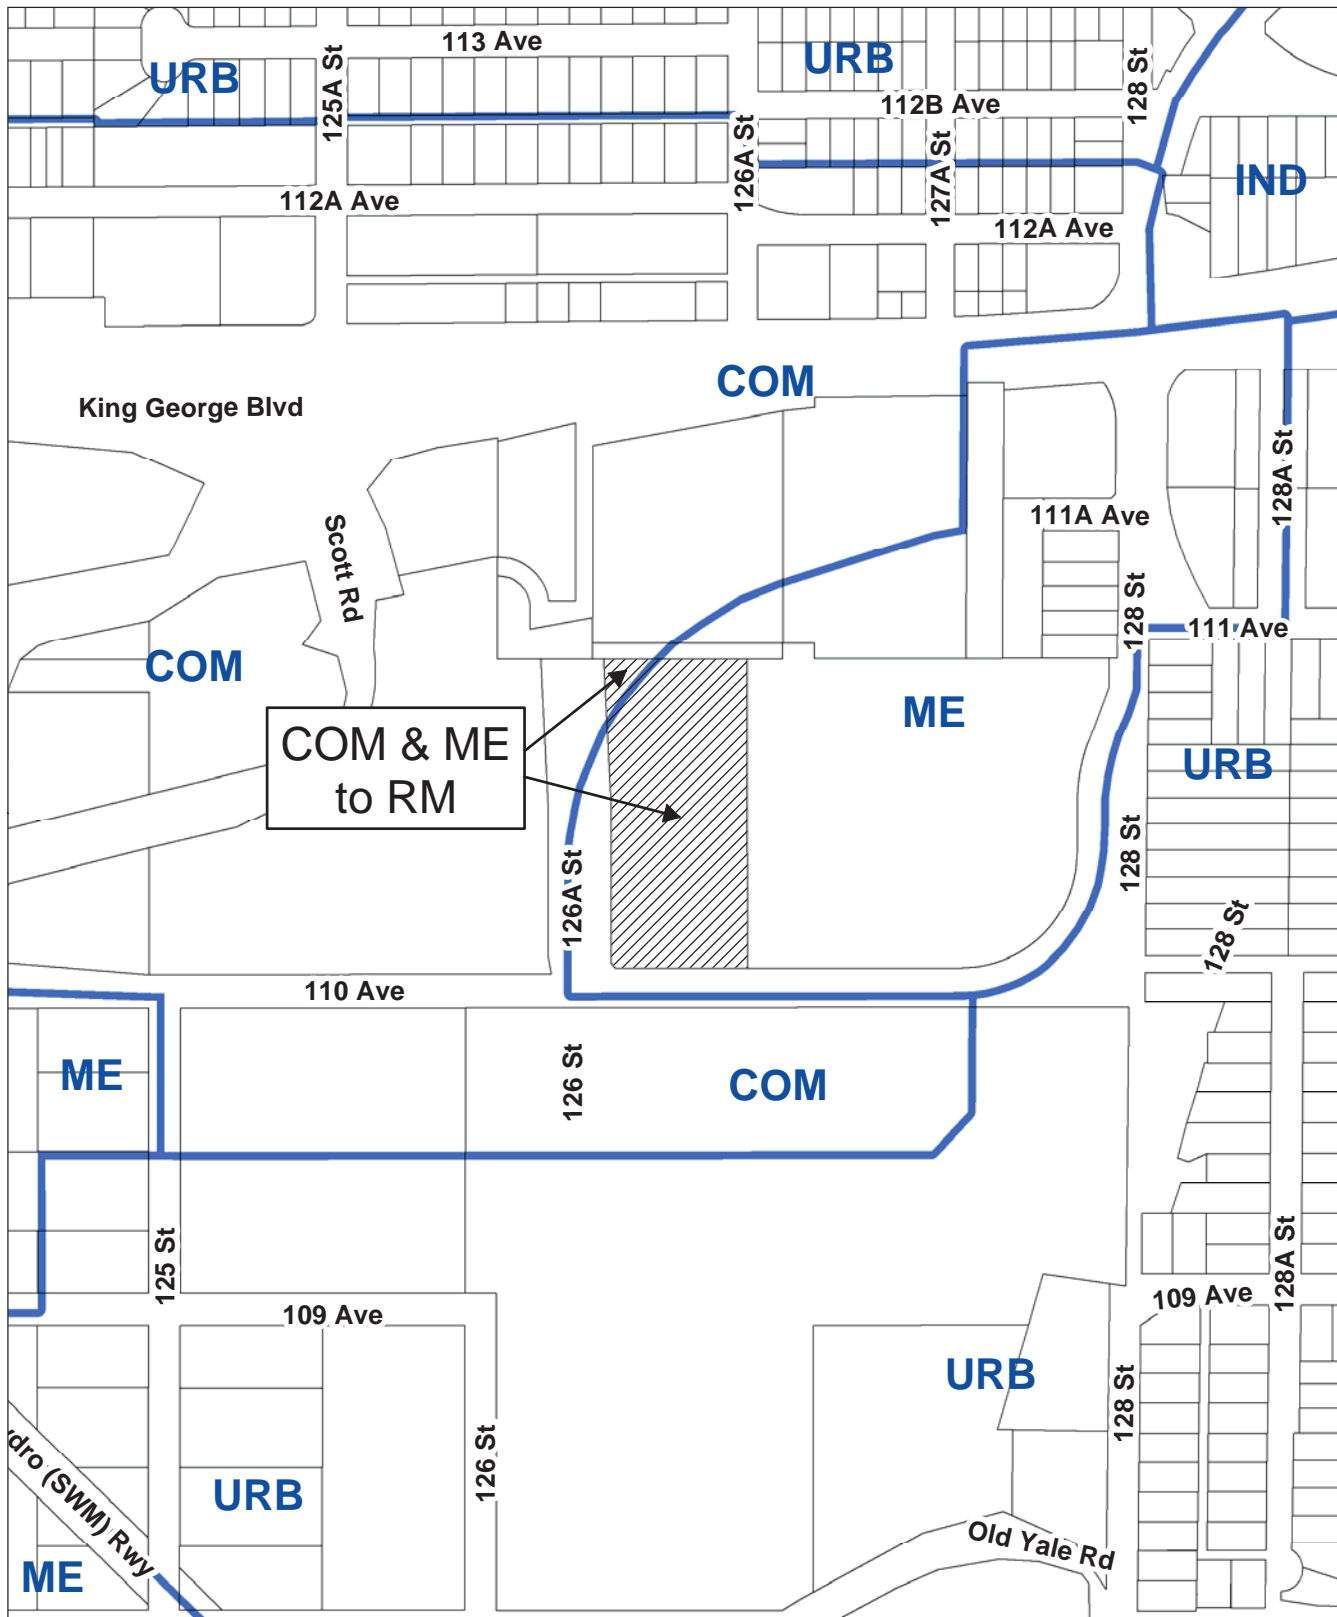 113 Ave
URB
URB
125A St
128 St
112B Ave
126A St
127A St
IND
112A Ave
112A Ave
COM
King George Blvd
128A St
Scott Rd
111A Ave
128 St
111 Ave
COM
ME
COM & ME
to RM
URB
128 St
126A St
128 St
110 Ave
ME
126 St
COM
125 St
128A St
109 Ave
109 Ave
URB
128 St
126 St
URB
ydro (SWM) Rwy
Old Yale Rd
ME